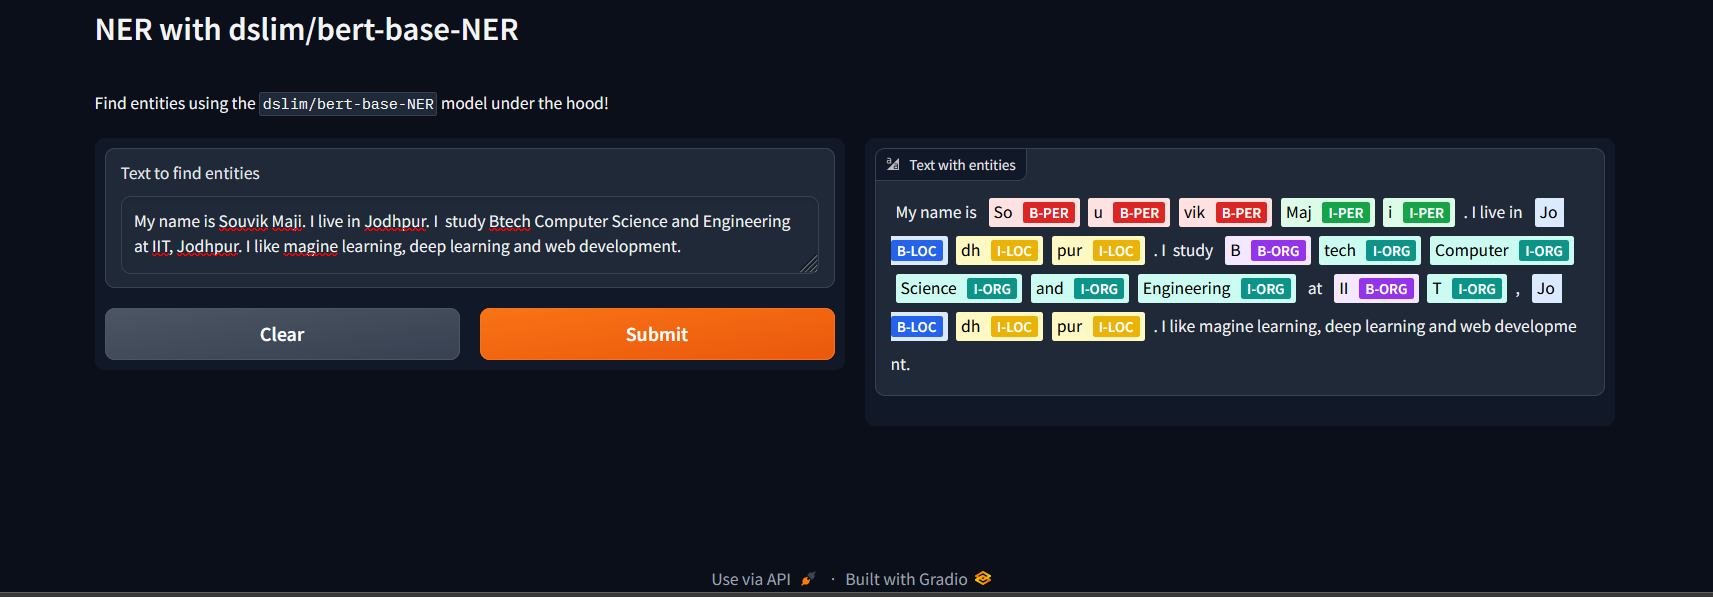 NER with dslim/bert-base-NER
Find entities using the dslim/bert-base-NER model under the hood!
Text to find entities
My name is Souvik Maji. I live in Jodhpur. I  study Btech Computer Science and Engineering
at IIT, Jodhpur. I like magine learning, deep learning and web development.
Clear
Submit
Text with entities
My name is So B-PER u B-PER vik B-PER Maj I-PER i I-PER . I live in Jo
B-LOC dh I-LOC pur I-LOC . I  study B B-ORG tech I-ORG Computer I-ORG
Science I-ORG and I-ORG Engineering I-ORG at II B-ORG T I-ORG , Jo
B-LOC dh I-LOC pur I-LOC . I like magine learning, deep learning and web developme
nt.
Use via API · Built with Gradio